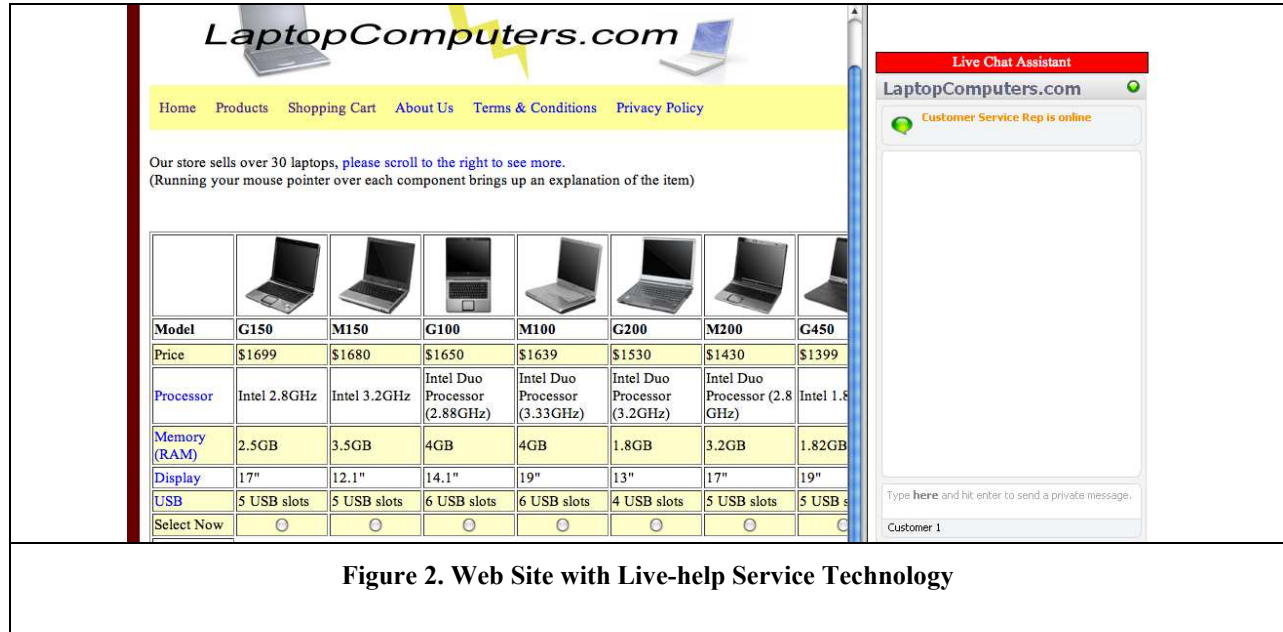 LaptopComputers.com
Home Products Shopping Cart About Us Terms & Conditions Privacy Policy
Our store sells over 30 laptops, please scroll to the right to see more.
(Running your mouse pointer over each component brings up an explanation of the item)
Model G150 M150 G100 M100 G200 M200 G450
Price $1699 $1680 $1650 $1639 $1530 $1430 $1399
Processor Intel 2.8GHz Intel 3.2GHz Intel Duo Processor (2.88GHz) Intel Duo Processor (3.33GHz) Intel Duo Processor (3.2GHz) Intel Duo Processor (2.8 GHz) Intel 1.8
Memory (RAM) 2.5GB 3.5GB 4GB 4GB 1.8GB 3.2GB 1.82GB
Display 17" 12.1" 14.1" 19" 13" 17" 19"
USB 5 USB slots 5 USB slots 6 USB slots 6 USB slots 4 USB slots 5 USB slots 5 USB s
Select Now
Live Chat Assistant
LaptopComputers.com
Customer Service Rep is online
Type here and hit enter to send a private message.
Customer 1
Figure 2. Web Site with Live-help Service Technology